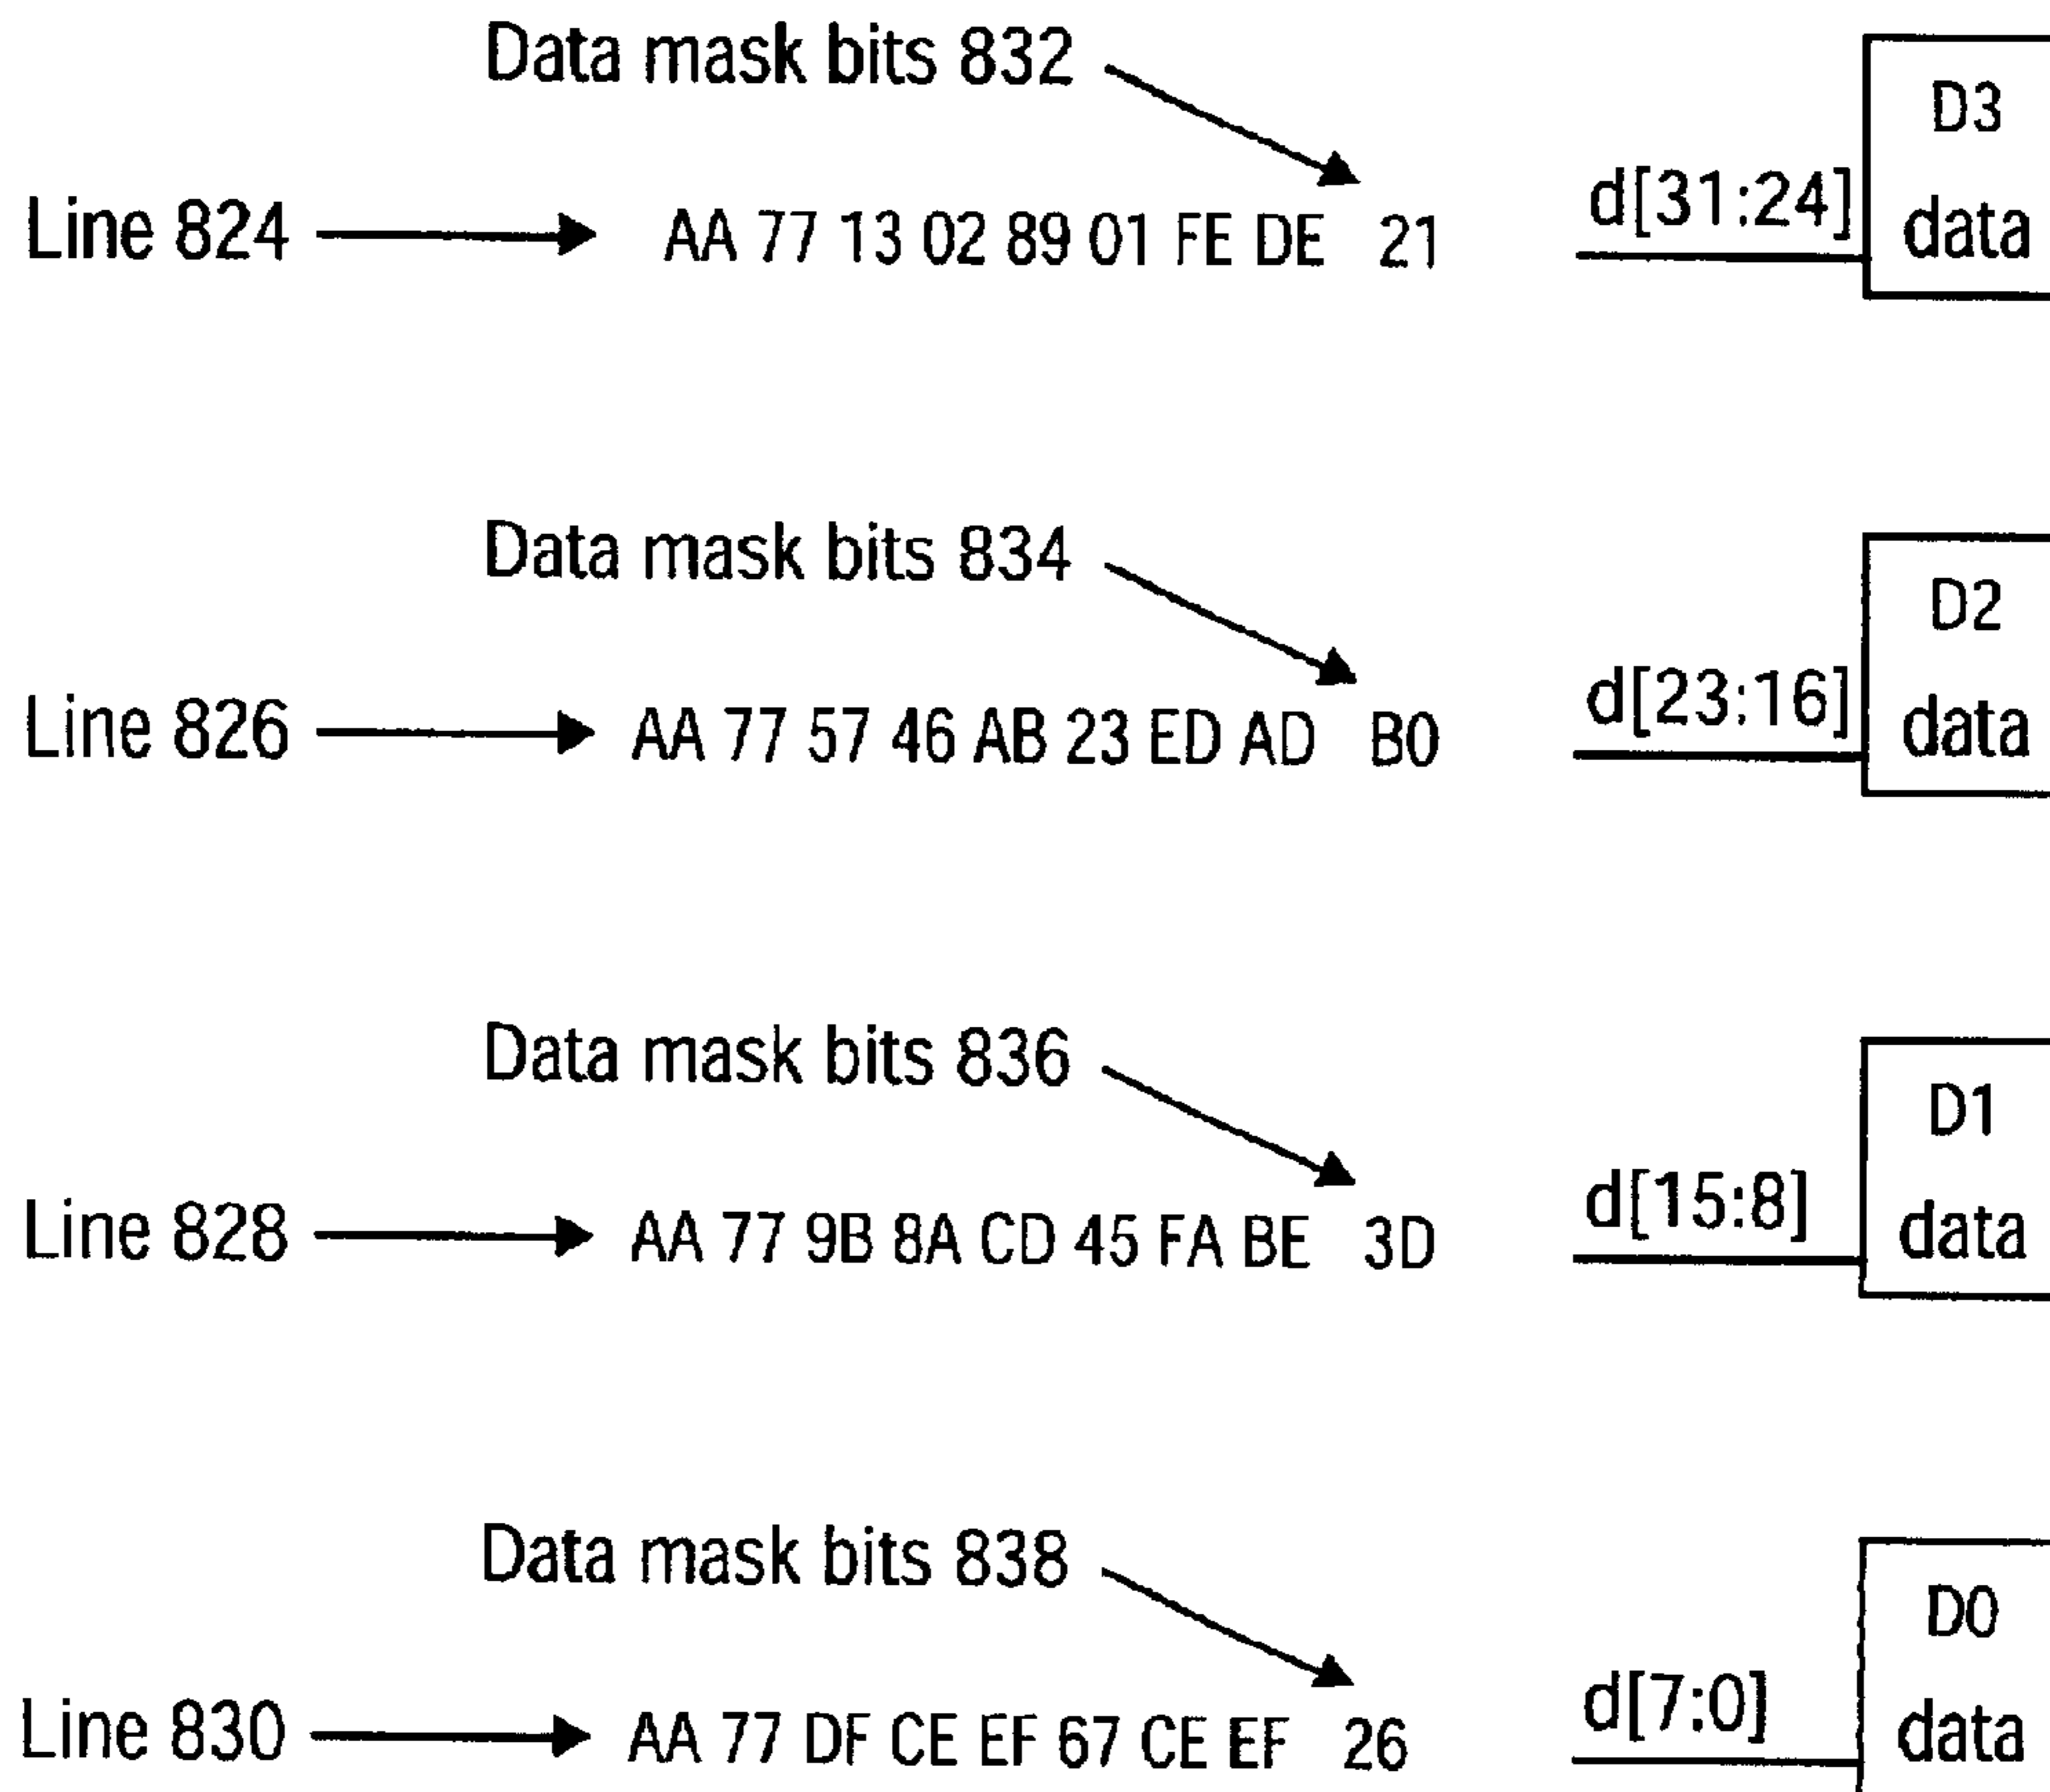 Data mask bits 832
D3
Line 824 AA 77 13 02 89 01 FE DE 21 d[31:24] data
Data mask bits 834
D2
Line 826 AA 77 57 46 AB 23 ED AD B0 d[23:16] data
Data mask bits 836
D1
Line 828 AA 77 9B 8A CD 45 FA BE 3D d[15:8] data
Data mask bits 838
D0
Line 830 AA 77 DF CE EF 67 CE EF 26 d[7:0] data